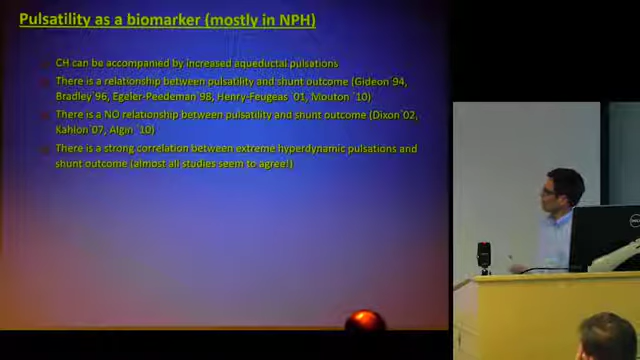 Pulsatility as a biomarker (mostly in NPH)
CH can be accompanied by increased aqueductal pulsations
There is a relationship between pulsatility and shunt outcome (Gideon´94,
Bradley´96, Egeler-Peedeman´98, Henry-Feugeas´01, Mouton´10)
There is a NO relationship between pulsatility and shunt outcome (Dixon´02,
Kahlon´07, Algin´10)
There is a strong correlation between extreme hyperdynamic pulsations and
shunt outcome (almost all studies seem to agree!)
DELL